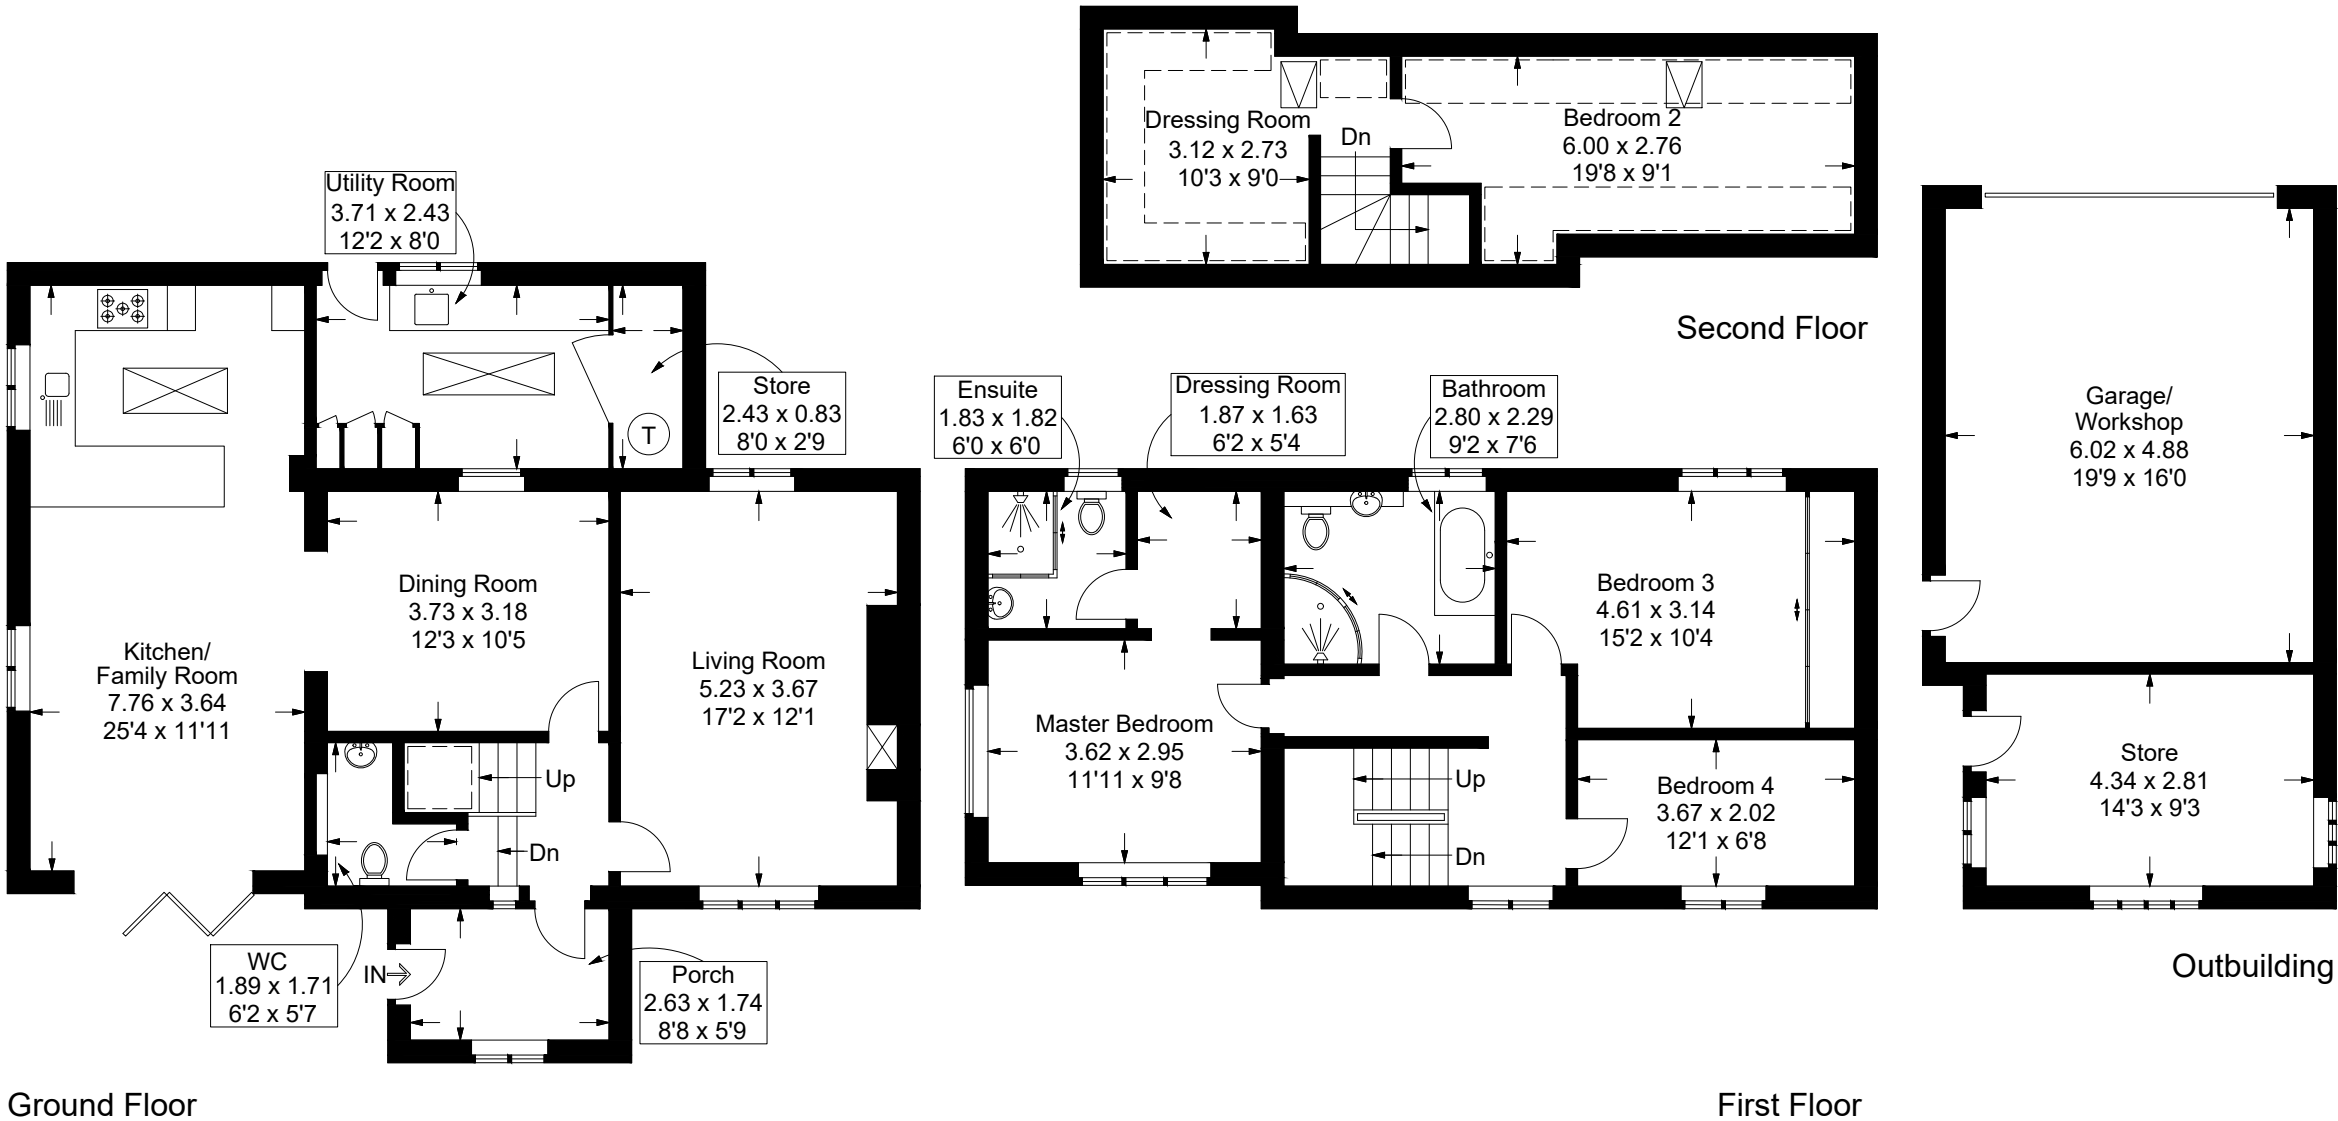 Dressing Room
3.12 x 2.73
10'3 x 9'0
Dn
Bedroom 2
6.00 x 2.76
19'8 x 9'1
Second Floor
Utility Room
3.71 x 2.43
12'2 x 8'0
Store
2.43 x 0.83
8'0 x 2'9
T
Dining Room
3.73 x 3.18
12'3 x 10'5
Kitchen/
Family Room
7.76 x 3.64
25'4 x 11'11
Living Room
5.23 x 3.67
17'2 x 12'1
Up
Dn
WC
1.89 x 1.71
6'2 x 5'7
IN
Porch
2.63 x 1.74
8'8 x 5'9
Ground Floor
Ensuite
1.83 x 1.82
6'0 x 6'0
Dressing Room
1.87 x 1.63
6'2 x 5'4
Bathroom
2.80 x 2.29
9'2 x 7'6
Bedroom 3
4.61 x 3.14
15'2 x 10'4
Master Bedroom
3.62 x 2.95
11'11 x 9'8
Up
Dn
Bedroom 4
3.67 x 2.02
12'1 x 6'8
First Floor
Garage/
Workshop
6.02 x 4.88
19'9 x 16'0
Store
4.34 x 2.81
14'3 x 9'3
Outbuilding